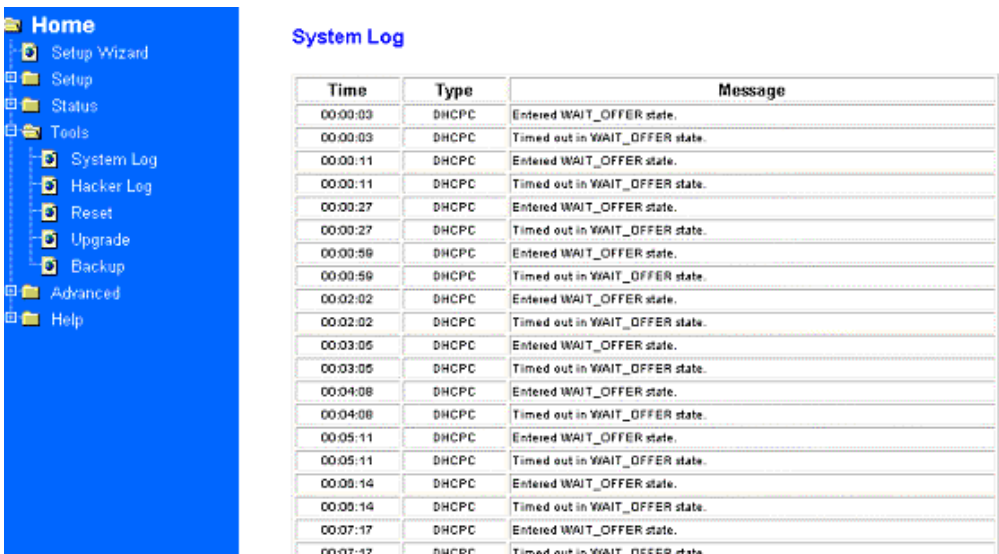 Home
Setup Wizard
Setup
Status
Tools
System Log
Hacker Log
Reset
Upgrade
Backup
Advanced
Help
System Log
Time Type Message
00:00:03 DHCPC Entered WAIT_OFFER state.
00:00:03 DHCPC Timed out in WAIT_OFFER state.
00:00:11 DHCPC Entered WAIT_OFFER state.
00:00:11 DHCPC Timed out in WAIT_OFFER state.
00:00:27 DHCPC Entered WAIT_OFFER state.
00:00:27 DHCPC Timed out in WAIT_OFFER state.
00:00:59 DHCPC Entered WAIT_OFFER state.
00:00:59 DHCPC Timed out in WAIT_OFFER state.
00:02:02 DHCPC Entered WAIT_OFFER state.
00:02:02 DHCPC Timed out in WAIT_OFFER state.
00:03:05 DHCPC Entered WAIT_OFFER state.
00:03:05 DHCPC Timed out in WAIT_OFFER state.
00:04:08 DHCPC Entered WAIT_OFFER state.
00:04:08 DHCPC Timed out in WAIT_OFFER state.
00:05:11 DHCPC Entered WAIT_OFFER state.
00:05:11 DHCPC Timed out in WAIT_OFFER state.
00:06:14 DHCPC Entered WAIT_OFFER state.
00:06:14 DHCPC Timed out in WAIT_OFFER state.
00:07:17 DHCPC Entered WAIT_OFFER state.
00:07:17 DHCPC Timed out in WAIT_OFFER state.